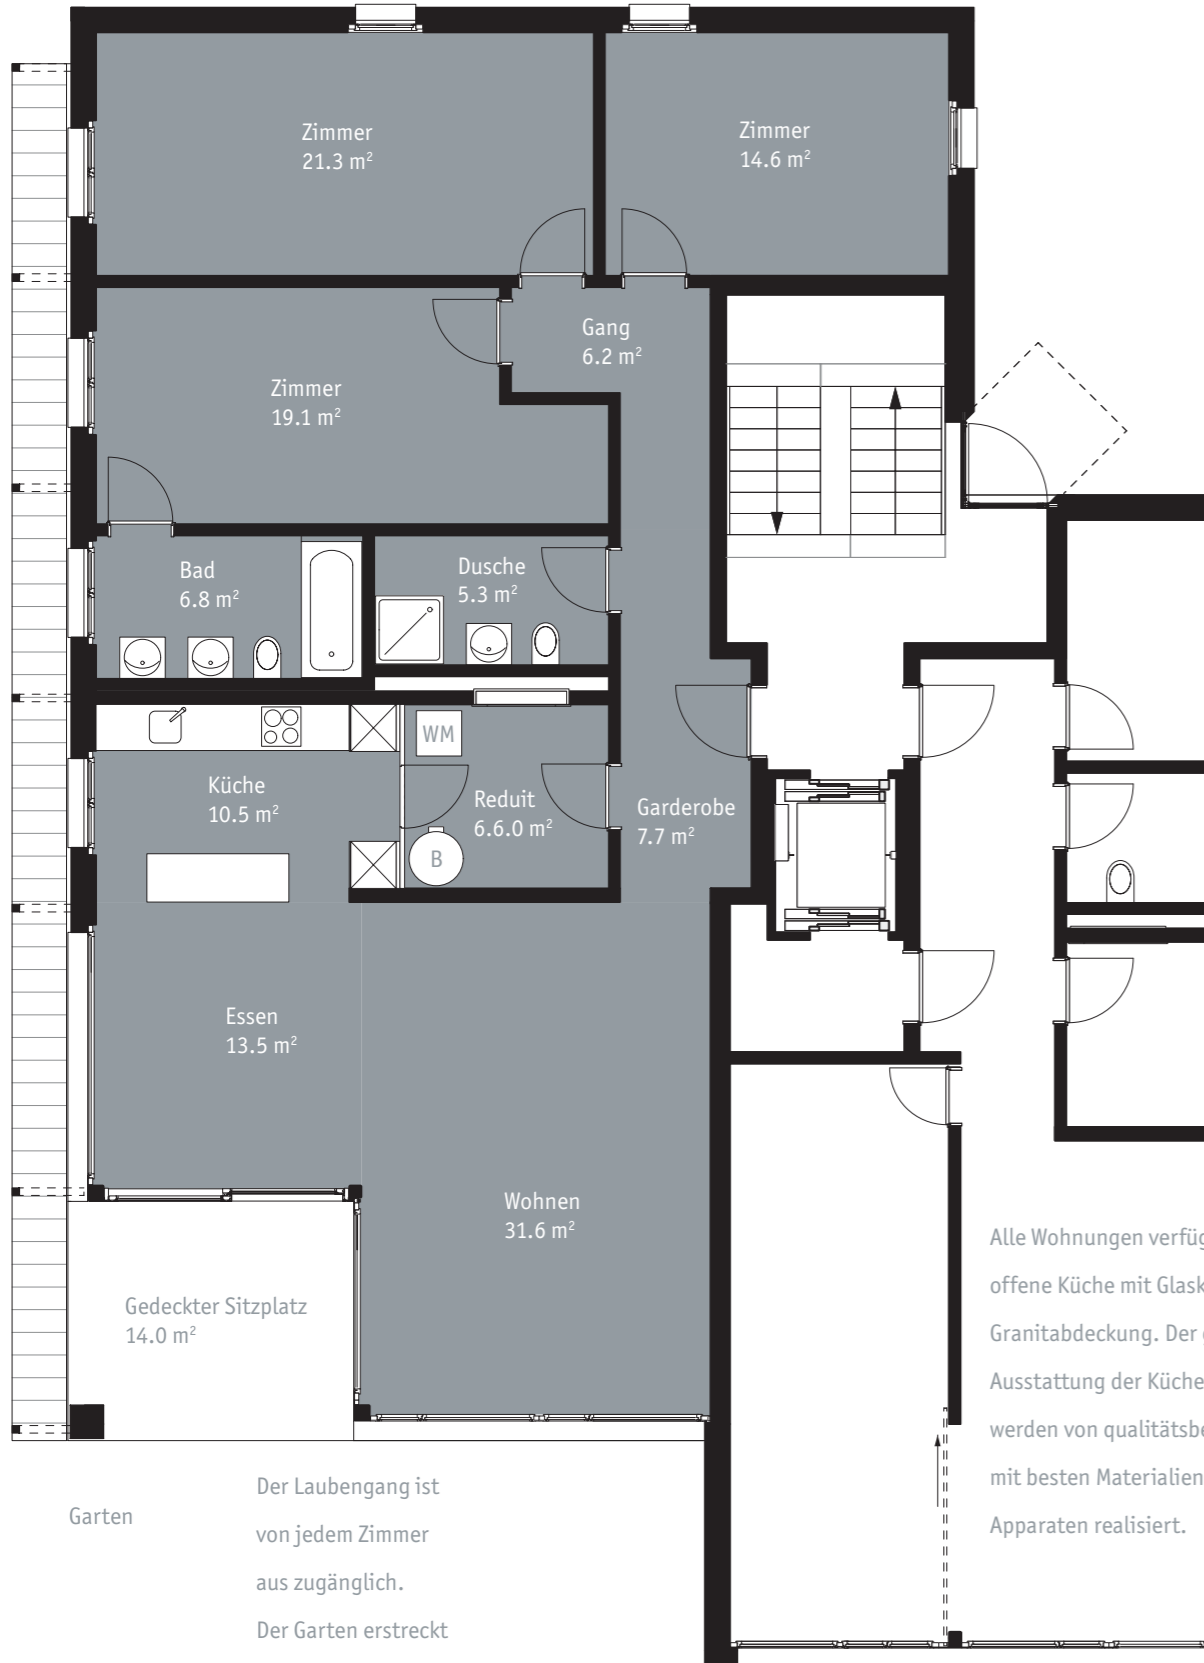 Zimmer
21.3 m²
Zimmer
14.6 m²
Gang
6.2 m²
Zimmer
19.1 m²
Bad
6.8 m²
Dusche
5.3 m²
WM
Küche
10.5 m²
Reduit
6.6.0 m²
Garderobe
7.7 m²
B
Essen
13.5 m²
Wohnen
31.6 m²
Gedeckter Sitzplatz
14.0 m²
Garten
Der Laubengang ist
von jedem Zimmer
aus zugänglich.
Der Garten erstreckt
Alle Wohnungen verfüg
offene Küche mit Glask
Granitabdeckung. Der
Ausstattung der Küche
werden von qualitätsbe
mit besten Materialien
Apparaten realisiert.